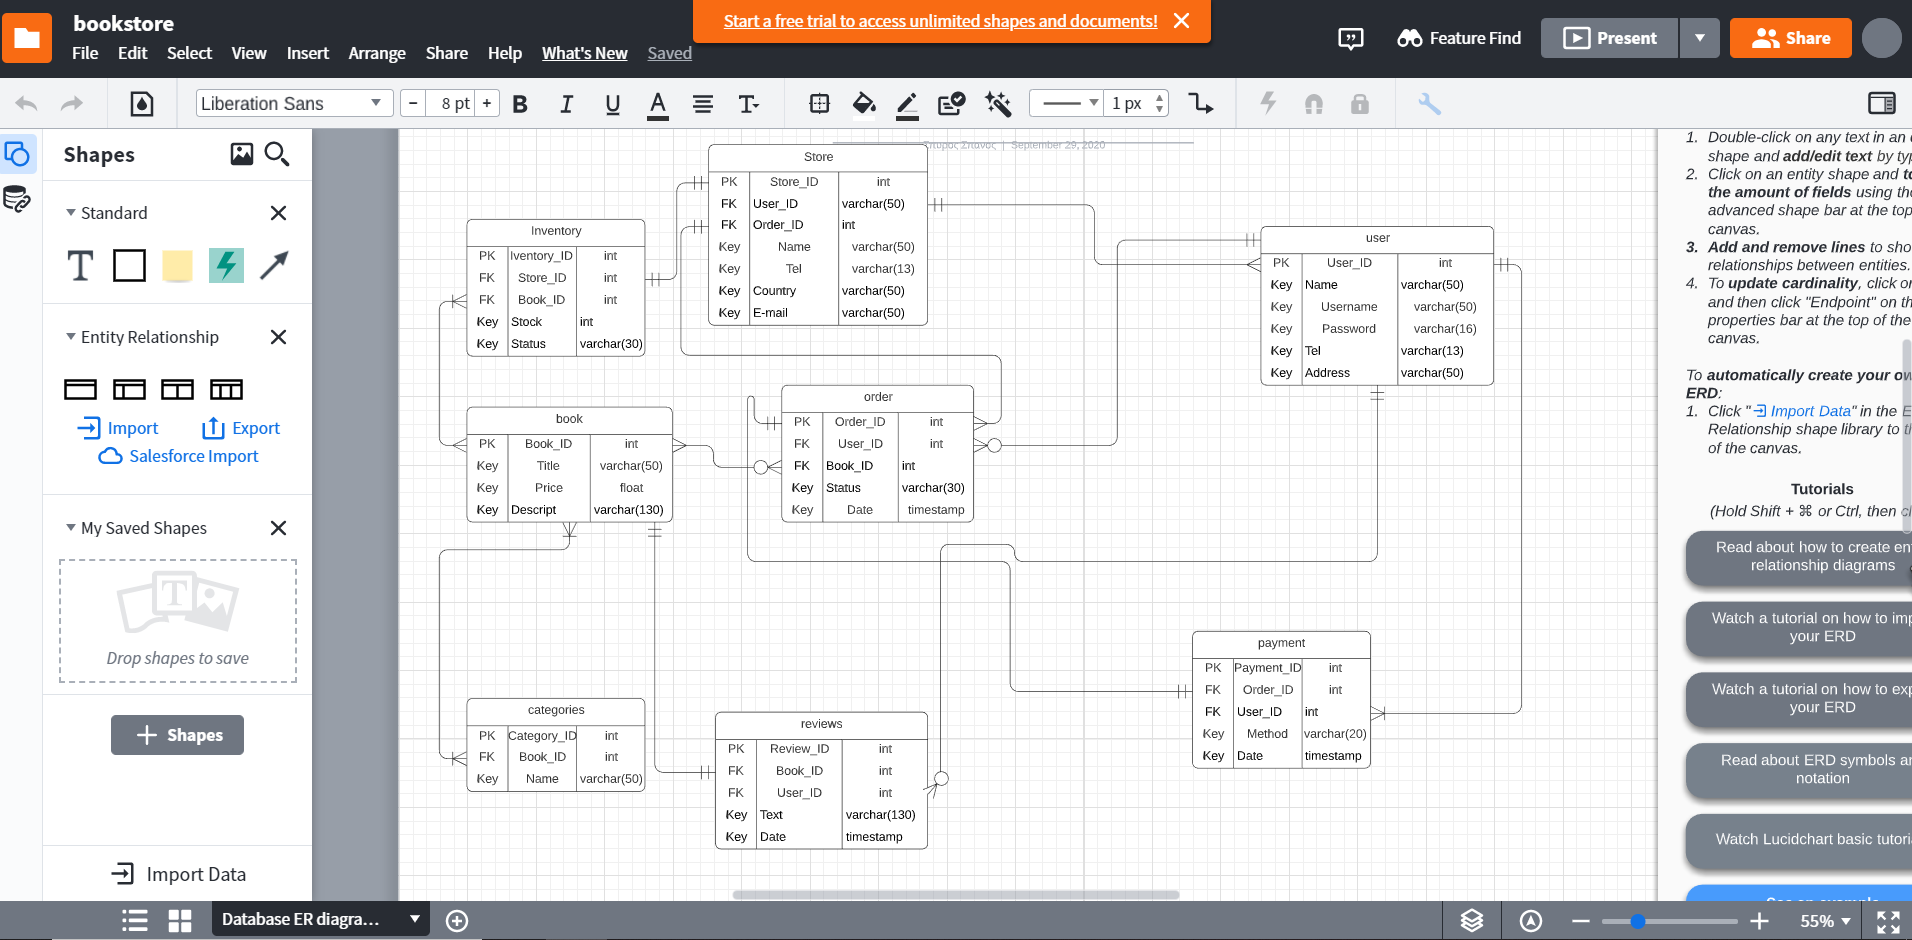 bookstore
Start a free trial to access unlimited shapes and documents!
File Edit Select View Insert Arrange Share Help What's New Saved
Feature Find
Present
Share
Liberation Sans
− 8 pt +
B I U A T
1 px
Shapes
Standard
T
Entity Relationship
Import Export
Salesforce Import
My Saved Shapes
T
Drop shapes to save
+ Shapes
Import Data
Σπανος | September 29, 2020
Store
PK Store_ID int
FK User_ID varchar(50)
FK Order_ID int
Key Name varchar(50)
Key Tel varchar(13)
Key Country varchar(50)
Key E-mail varchar(50)
Inventory
PK Iventory_ID int
FK Store_ID int
FK Book_ID int
Key Stock int
Key Status varchar(30)
user
PK User_ID int
Key Name varchar(50)
Key Username varchar(50)
Key Password varchar(16)
Key Tel varchar(13)
Key Address varchar(50)
order
PK Order_ID int
FK User_ID int
FK Book_ID int
Key Status varchar(30)
Key Date timestamp
book
PK Book_ID int
Key Title varchar(50)
Key Price float
Key Descript varchar(130)
payment
PK Payment_ID int
FK Order_ID int
FK User_ID int
Key Method varchar(20)
Key Date timestamp
categories
PK Category_ID int
FK Book_ID int
Key Name varchar(50)
reviews
PK Review_ID int
FK Book_ID int
FK User_ID int
Key Text varchar(130)
Key Date timestamp
1. Double-click on any text in an
shape and add/edit text by
2. Click on an entity shape and
the amount of fields using
advanced shape bar at the top
canvas.
3. Add and remove lines to
relationships between entities.
4. To update cardinality, click
and then click "Endpoint" on
properties bar at the top of the
canvas.
To automatically create your
ERD:
1. Click " Import Data" in the
Relationship shape library to
of the canvas.
Tutorials
(Hold Shift + ⌘ or Ctrl, then
Read about how to create
relationship diagrams
Watch a tutorial on how to
your ERD
Watch a tutorial on how to
your ERD
Read about ERD symbols
notation
Watch Lucidchart basic
Database ER diagra...
55%